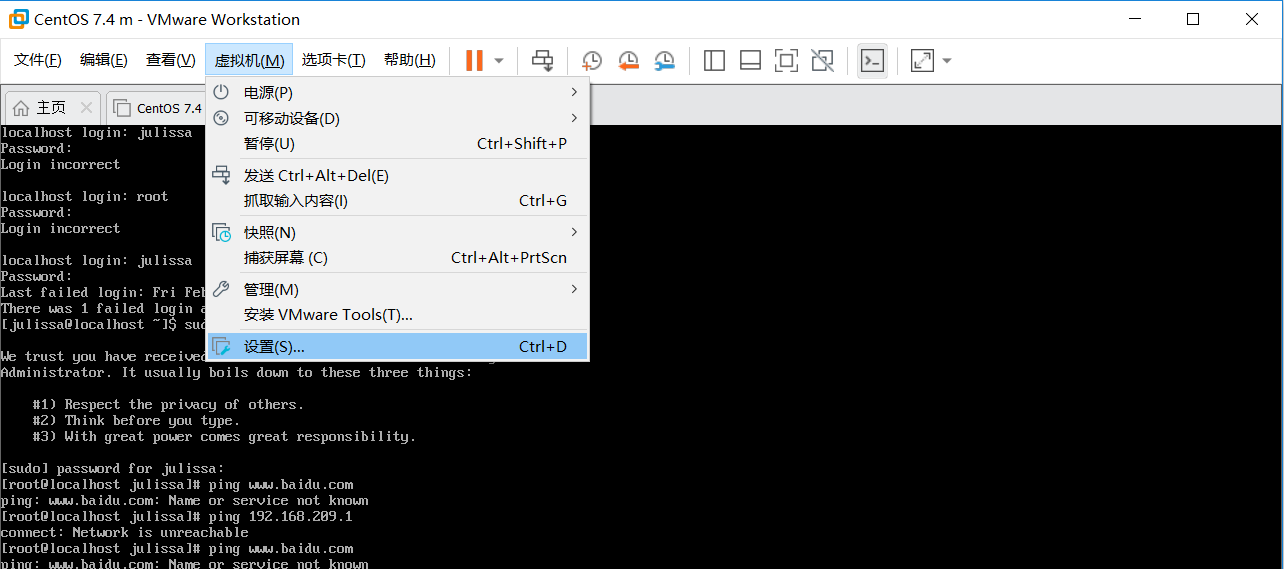 CentOS 7.4 m - VMware Workstation
文件(F) 编辑(E) 查看(V) 虚拟机(M) 选项卡(T) 帮助(H)
主页 CentOS 7.4
电源(P)
可移动设备(D)
暂停(U) Ctrl+Shift+P
发送 Ctrl+Alt+Del(E)
抓取输入内容(I) Ctrl+G
快照(N)
捕获屏幕 (C) Ctrl+Alt+PrtScn
管理(M)
安装 VMware Tools(T)...
设置(S)... Ctrl+D
localhost login: julissa
Password:
Login incorrect
localhost login: root
Password:
Login incorrect
localhost login: julissa
Password:
Last failed login: Fri Feb
There was 1 failed login
[julissa@localhost ~]$ sud
We trust you have received
Administrator. It usually boils down to these three things:
#1) Respect the privacy of others.
#2) Think before you type.
#3) With great power comes great responsibility.
[sudo] password for julissa:
[root@localhost julissa]# ping www.baidu.com
ping: www.baidu.com: Name or service not known
[root@localhost julissa]# ping 192.168.209.1
connect: Network is unreachable
[root@localhost julissa]# ping www.baidu.com
ping: www.baidu.com: Name or service not known